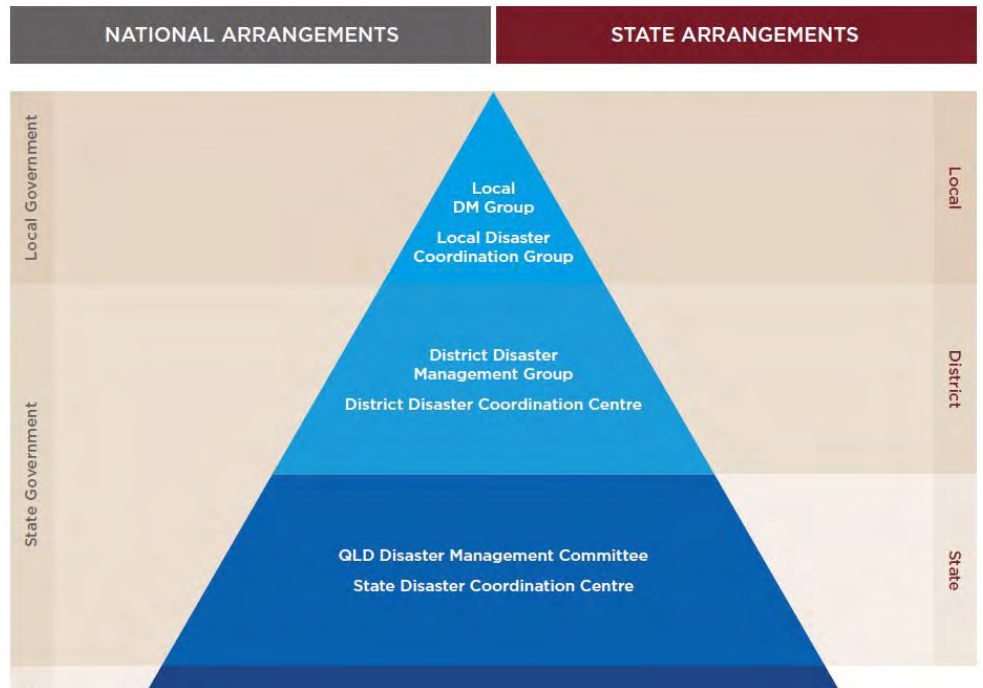 NATIONAL ARRANGEMENTS
STATE ARRANGEMENTS
Local Government
Local
DM Group
Local Disaster
Coordination Group
Local
State Government
District Disaster
Management Group
District Disaster Coordination Centre
District
QLD Disaster Management Committee
State Disaster Coordination Centre
State